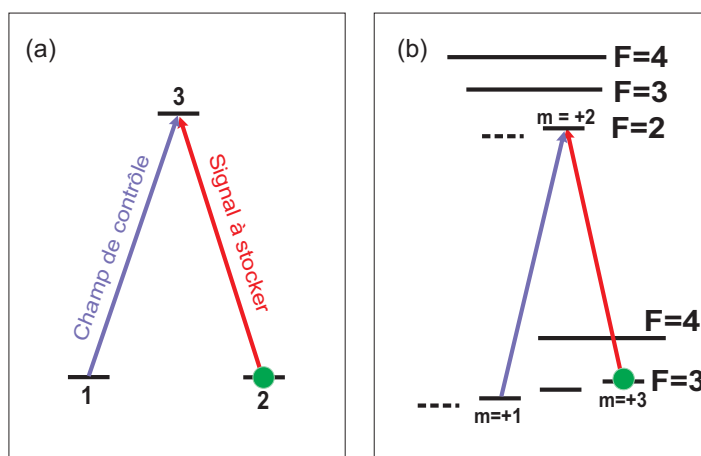 (a)
3
Champ de contrôle
Signal à stocker
1
2
(b)
F=4
F=3
m = +2
F=2
F=4
F=3
m=+1
m=+3